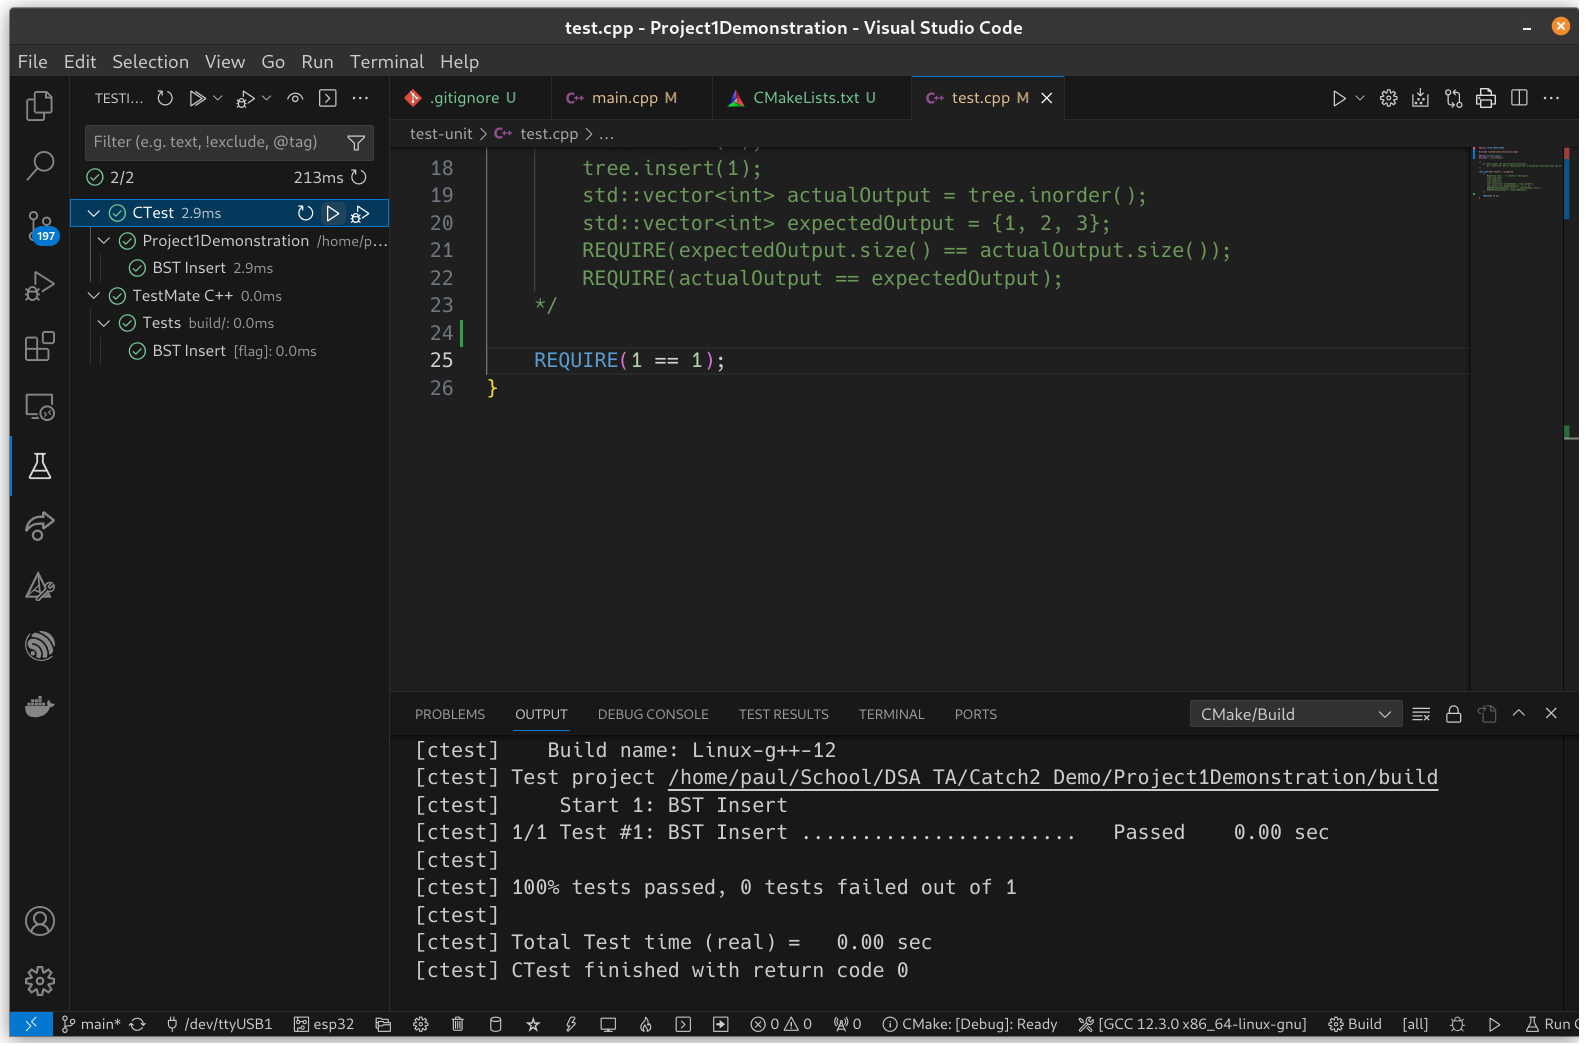 test.cpp - Project1Demonstration - Visual Studio Code
File Edit Selection View Go Run Terminal Help
TESTI...
.gitignore U
main.cpp M
CMakeLists.txt U
test.cpp M
Filter (e.g. text, !exclude, @tag)
2/2 213ms
CTest 2.9ms
Project1Demonstration /home/p...
BST Insert 2.9ms
TestMate C++ 0.0ms
Tests build/: 0.0ms
BST Insert [flag]: 0.0ms
197
test-unit > test.cpp > ...
18 tree.insert(1);
19 std::vector<int> actualOutput = tree.inorder();
20 std::vector<int> expectedOutput = {1, 2, 3};
21 REQUIRE(expectedOutput.size() == actualOutput.size());
22 REQUIRE(actualOutput == expectedOutput);
23 */
24
25 REQUIRE(1 == 1);
26 }
PROBLEMS OUTPUT DEBUG CONSOLE TEST RESULTS TERMINAL PORTS
CMake/Build
[ctest] Build name: Linux-g++-12
[ctest] Test project /home/paul/School/DSA TA/Catch2 Demo/Project1Demonstration/build
[ctest] Start 1: BST Insert
[ctest] 1/1 Test #1: BST Insert ....................... Passed 0.00 sec
[ctest]
[ctest] 100% tests passed, 0 tests failed out of 1
[ctest]
[ctest] Total Test time (real) = 0.00 sec
[ctest] CTest finished with return code 0
main* /dev/ttyUSB1 esp32 0 0 0 CMake: [Debug]: Ready [GCC 12.3.0 x86_64-linux-gnu] Build [all] Run